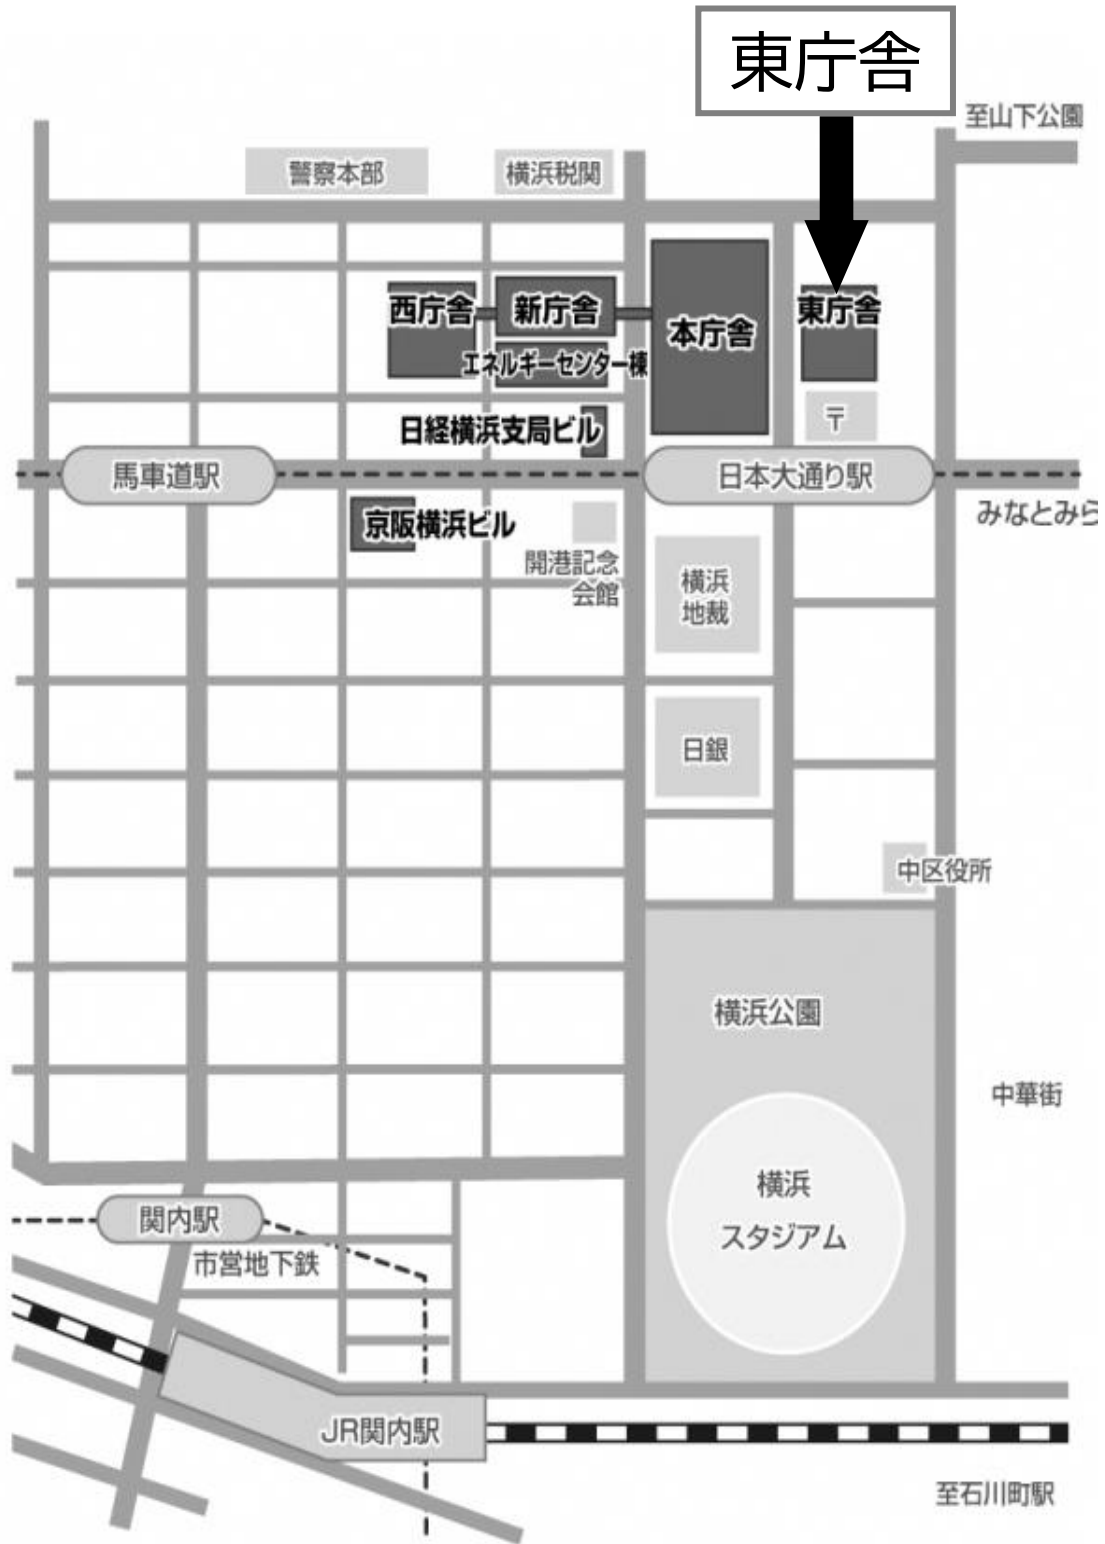 東庁舎
至山下公園
警察本部
横浜税関
西庁舎
新庁舎
本庁舎
東庁舎
エネルギーセンター棟
日経横浜支局ビル
〒
馬車道駅
日本大通り駅
みなとみら
京阪横浜ビル
開港記念
会館
横浜
地裁
日銀
中区役所
横浜公園
中華街
横浜
スタジアム
関内駅
市営地下鉄
JR関内駅
至石川町駅